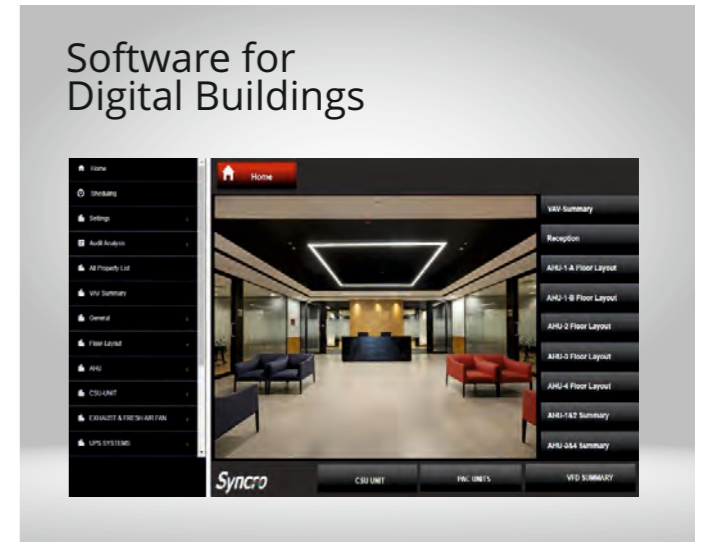 Software for
Digital Buildings
Home
Scheduling
Settings
Audit Analysis
All Property List
VAV Summary
General
Floor Layout
AHU
CSU-UNIT
EXHAUST & FRESH AIR FAN
UPS SYSTEMS
Home
VAV-Summary
Reception
AHU-1-A Floor Layout
AHU-1-B Floor Layout
AHU-2 Floor Layout
AHU-3 Floor Layout
AHU-4 Floor Layout
AHU-1&2 Summary
AHU-3&4 Summary
Syncro
CSU UNIT
PAC UNITS
VFD SUMMARY